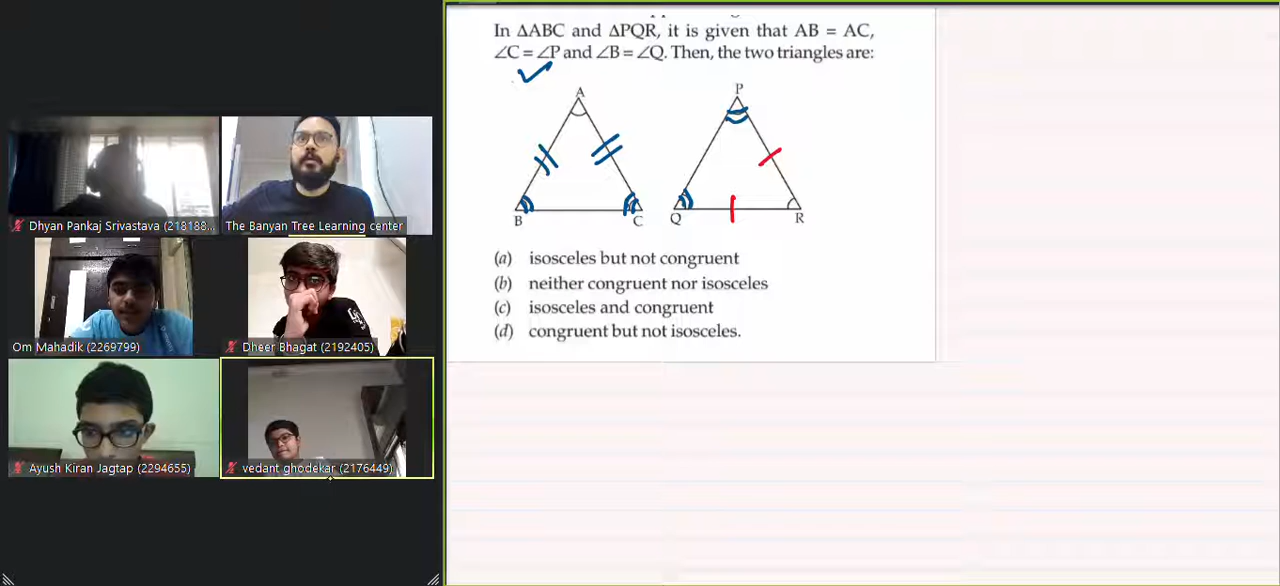 In ΔABC and ΔPQR, it is given that AB = AC,
∠C = ∠P and ∠B = ∠Q. Then, the two triangles are:
A
P
B
C
Q
R
(a) isosceles but not congruent
(b) neither congruent nor isosceles
(c) isosceles and congruent
(d) congruent but not isosceles.
Dhyan Pankaj Srivastava (218188...
The Banyan Tree Learning center
Om Mahadik (2269799)
Dheer Bhagat (2192405)
Ayush Kiran Jagtap (2294655)
vedant ghodekar (2176449)